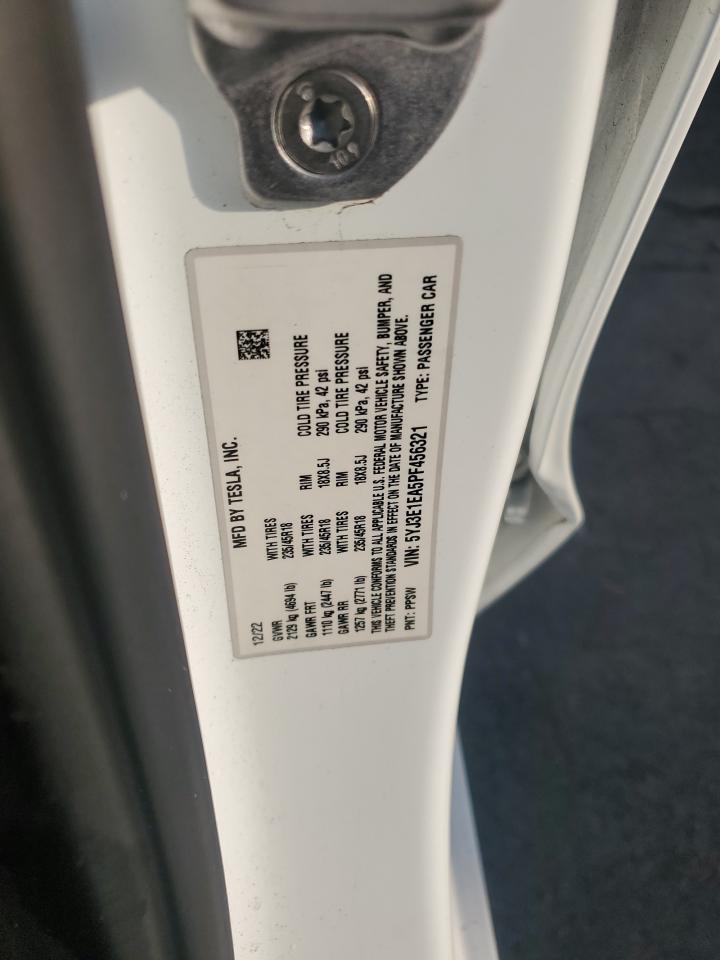 10.9
MFD BY TESLA, INC.
12/22
GVWR WITH TIRES
2129 kg (4694 lb) 235/45R18
GAWR FRT WITH TIRES RIM COLD TIRE PRESSURE
1110 kg (2447 lb) 235/45R18 18X8.5J 290 kPa, 42 psi
GAWR RR WITH TIRES RIM COLD TIRE PRESSURE
1257 kg (2771 lb) 235/45R18 18X8.5J 290 kPa, 42 psi
THIS VEHICLE CONFORMS TO ALL APPLICABLE U.S. FEDERAL MOTOR VEHICLE SAFETY, BUMPER, AND
THEFT PREVENTION STANDARDS IN EFFECT ON THE DATE OF MANUFACTURE SHOWN ABOVE.
PNT: PPSW VIN: 5YJ3E1EA5PF456321 TYPE: PASSENGER CAR